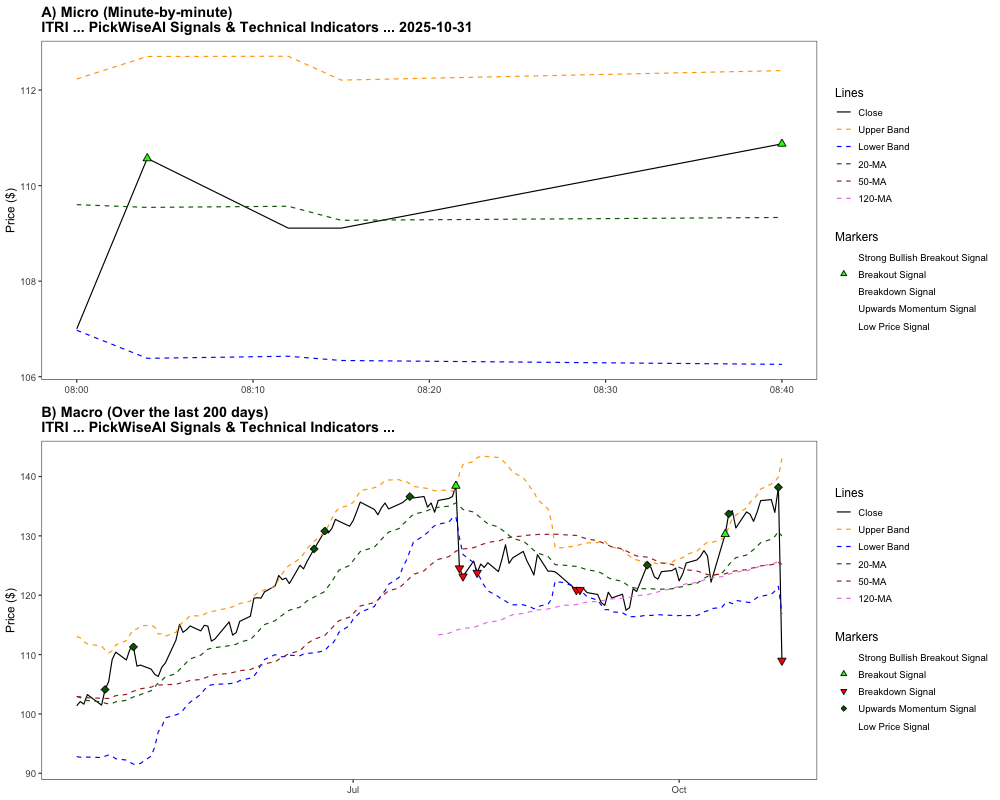 A) Micro (Minute-by-minute)
ITRI ... PickWiseAI Signals & Technical Indicators ... 2025-10-31
Price ($)
112
110
108
106
08:00
08:10
08:20
08:30
08:40
Lines
Close
Upper Band
Lower Band
20-MA
50-MA
120-MA
Markers
Strong Bullish Breakout Signal
Breakout Signal
Breakdown Signal
Upwards Momentum Signal
Low Price Signal
B) Macro (Over the last 200 days)
ITRI ... PickWiseAI Signals & Technical Indicators ...
Price ($)
140
130
120
110
100
90
Jul
Oct
Lines
Close
Upper Band
Lower Band
20-MA
50-MA
120-MA
Markers
Strong Bullish Breakout Signal
Breakout Signal
Breakdown Signal
Upwards Momentum Signal
Low Price Signal